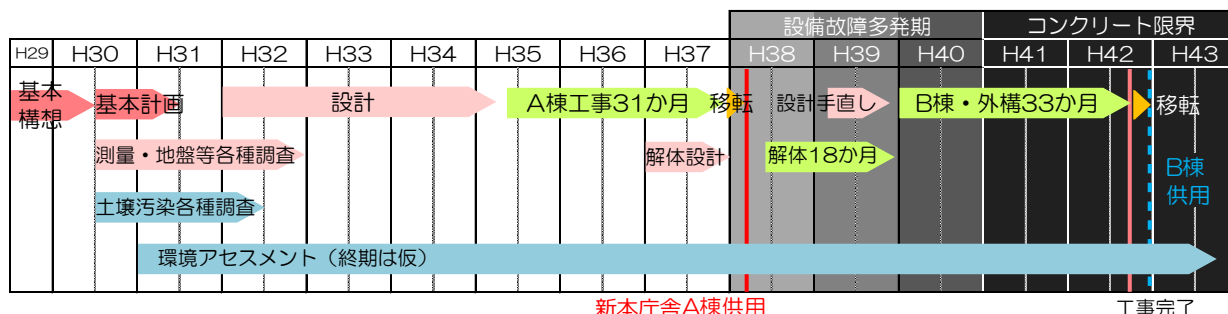 設備故障多発期 コンクリート限界
H29 H30 H31 H32 H33 H34 H35 H36 H37 H38 H39 H40 H41 H42 H43
基本
構想
基本計画 設計 A棟工事31か月 移転 設計手直し B棟・外構33か月 移転
測量・地盤等各種調査 解体設計 解体18か月
B棟
供用
土壌汚染各種調査
環境アセスメント（終期は仮）
新本庁舎A棟供用 工事完了